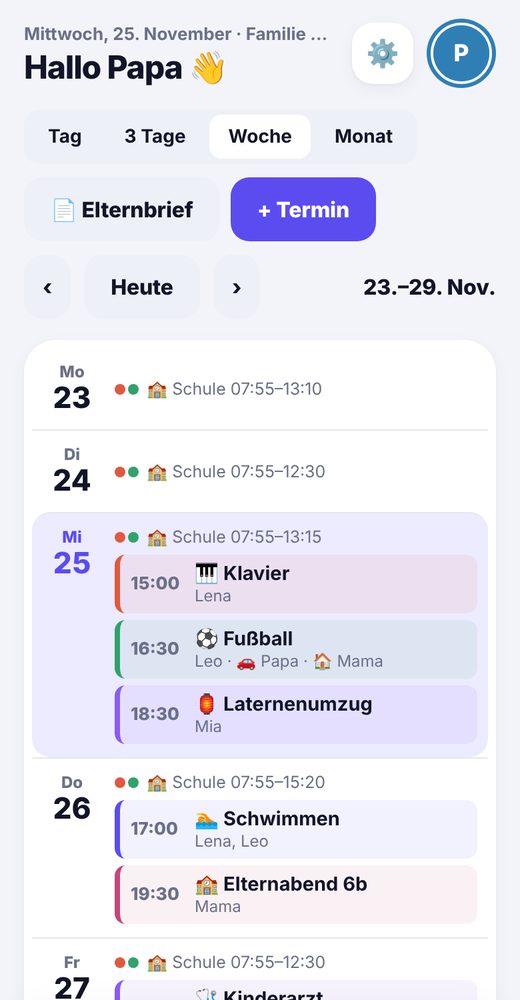 Mittwoch, 25. November · Familie ...
Hallo Papa 👋
P
Tag 3 Tage Woche Monat
📄 Elternbrief + Termin
‹ Heute › 23.–29. Nov.
Mo
23
🏫 Schule 07:55–13:10
Di
24
🏫 Schule 07:55–12:30
Mi
25
🏫 Schule 07:55–13:15
15:00 🎹 Klavier
Lena
16:30 ⚽ Fußball
Leo · 🚗 Papa · 🏠 Mama
18:30 🏮 Laternenumzug
Mia
Do
26
🏫 Schule 07:55–15:20
17:00 🏊 Schwimmen
Lena, Leo
19:30 🏫 Elternabend 6b
Mama
Fr
27
🏫 Schule 07:55–12:30
🩺 Kinderarzt